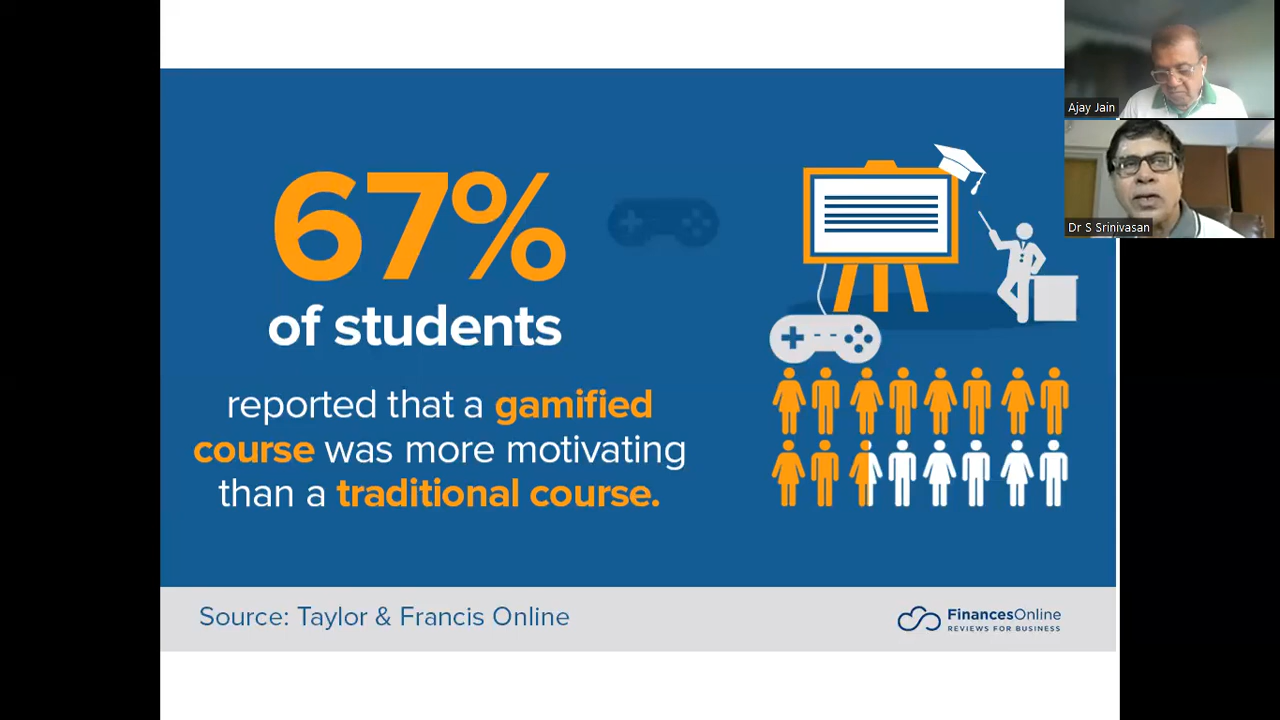 67%
of students
reported that a gamified
course was more motivating
than a traditional course.
Source: Taylor & Francis Online
FinancesOnline
REVIEWS FOR BUSINESS
Ajay Jain
Dr S Srinivasan